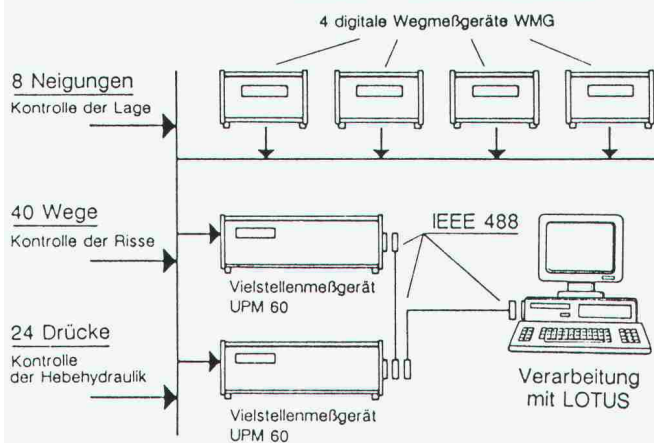 4 digitale Wegmeßgeräte WMG
8 Neigungen
Kontrolle der Lage
40 Wege
Kontrolle der Risse
IEEE 488
Vielstellenmeßgerät
UPM 60
24 Drücke
Kontrolle
der Hebehydraulik
Vielstellenmeßgerät
UPM 60
Verarbeitung
mit LOTUS